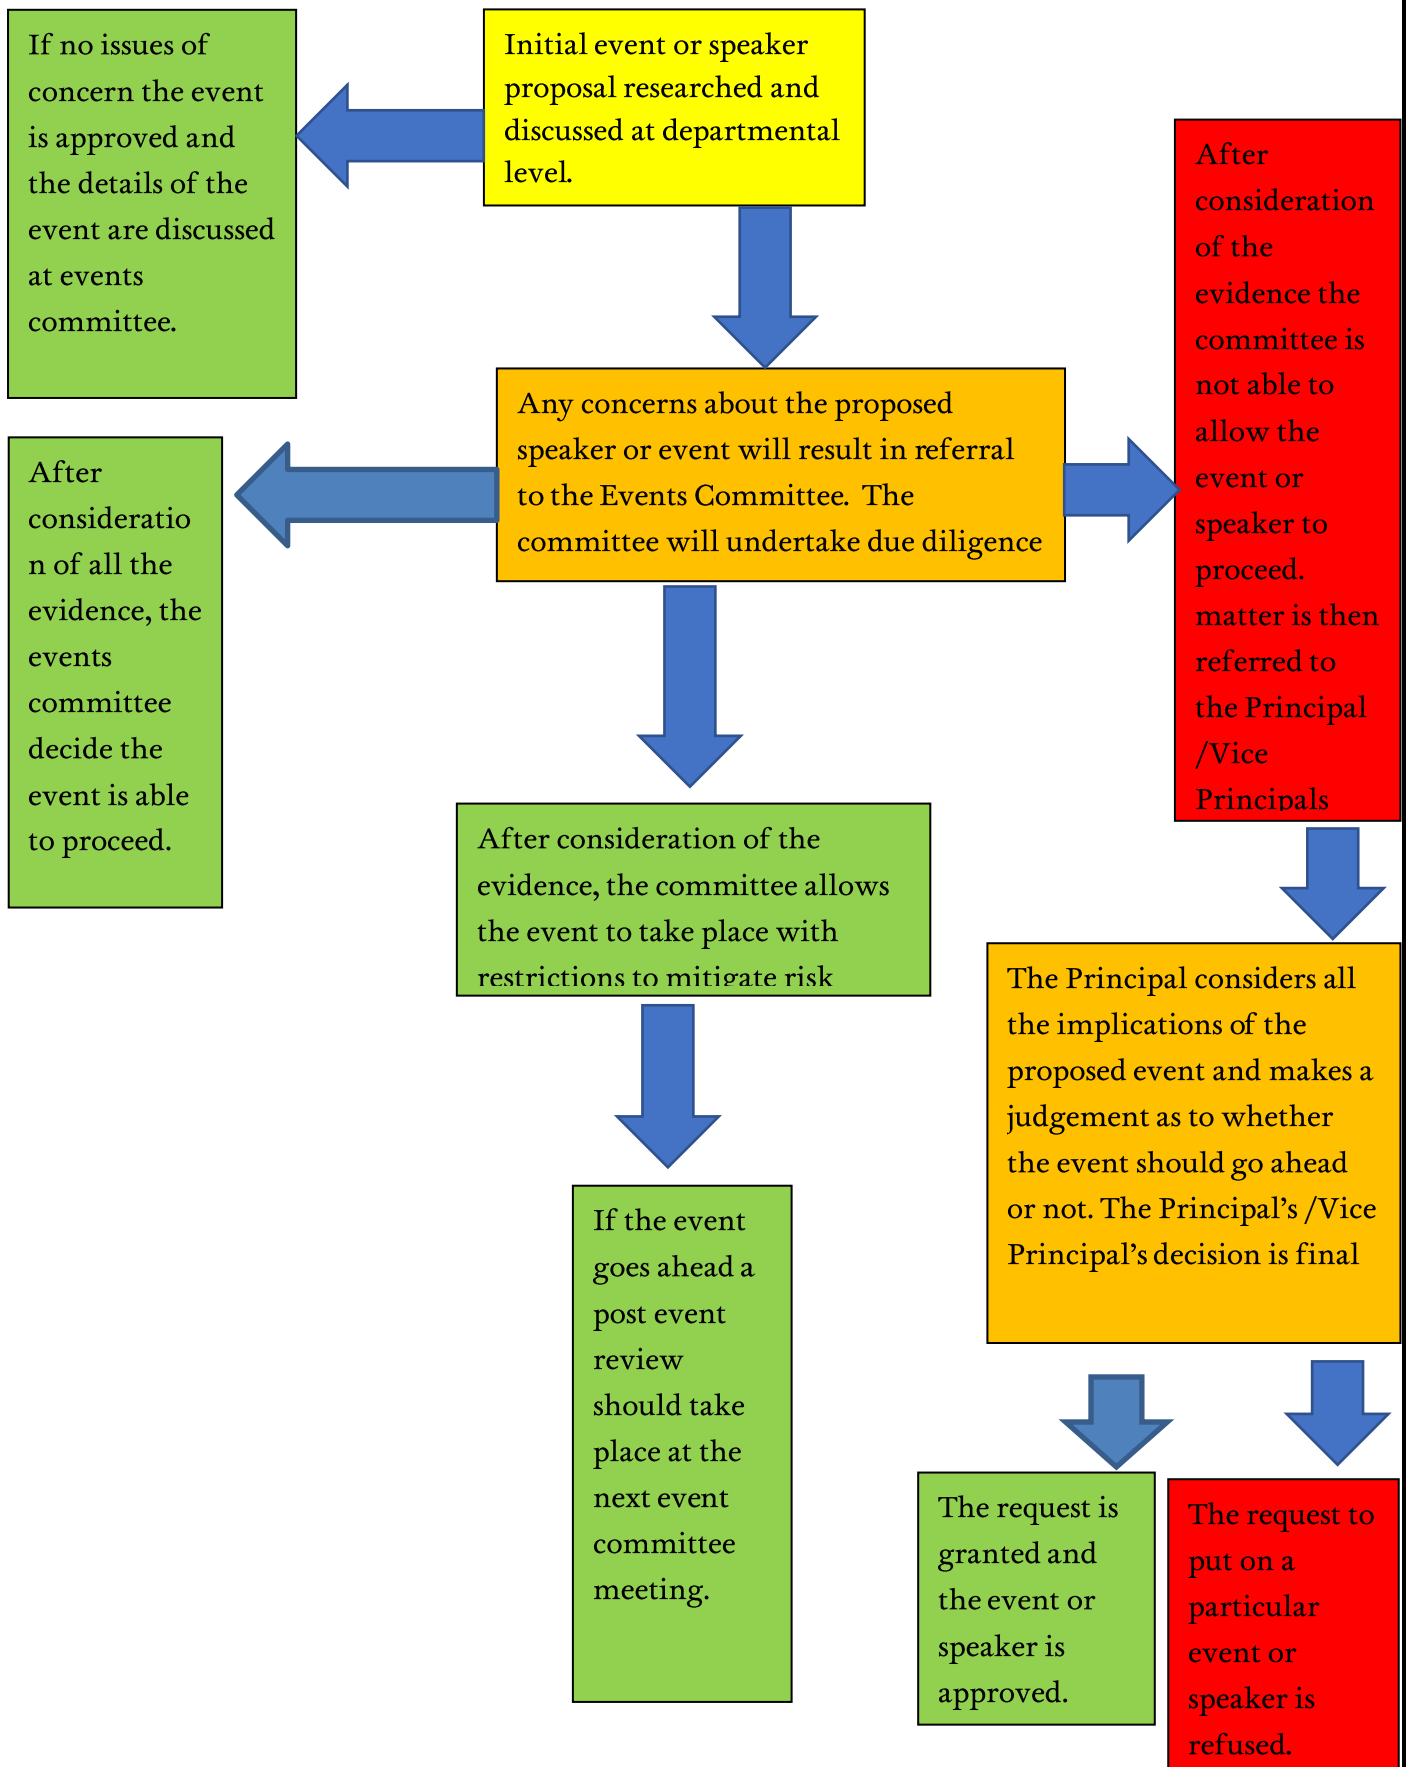 If no issues of
concern the event
is approved and
the details of the
event are discussed
at events
committee.
Initial event or speaker
proposal researched and
discussed at departmental
level.
After
consideration
of the
evidence the
committee is
not able to
allow the
event or
speaker to
proceed.
matter is then
referred to
the Principal
/Vice
Principals
Any concerns about the proposed
speaker or event will result in referral
to the Events Committee.  The
committee will undertake due diligence
After
consideratio
n of all the
evidence, the
events
committee
decide the
event is able
to proceed.
After consideration of the
evidence, the committee allows
the event to take place with
restrictions to mitigate risk
The Principal considers all
the implications of the
proposed event and makes a
judgement as to whether
the event should go ahead
or not. The Principal’s /Vice
Principal’s decision is final
If the event
goes ahead a
post event
review
should take
place at the
next event
committee
meeting.
The request is
granted and
the event or
speaker is
approved.
The request to
put on a
particular
event or
speaker is
refused.